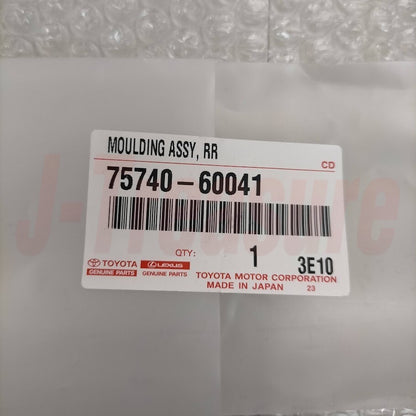 MOULDING ASSY, RR
CD
75740-60041
J-Treasure
QTY: 1 3E10
TOYOTA LEXUS TOYOTA MOTOR CORPORATION
GENUINE PARTS GENUINE PARTS MADE IN JAPAN 23